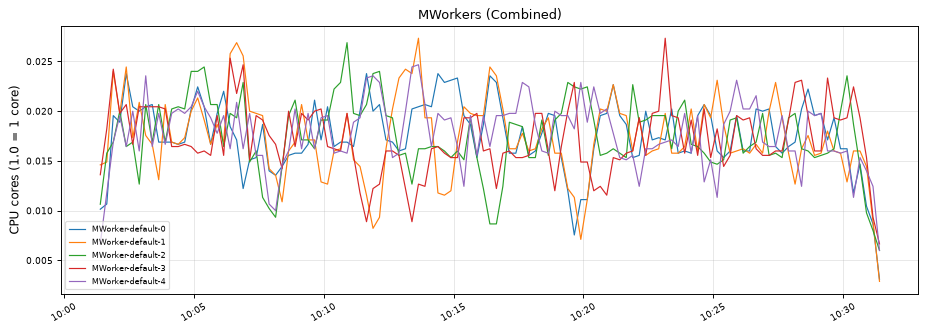 MWorkers (Combined)
CPU cores (1.0 = 1 core)
0.025
0.020
0.015
0.010
0.005
MWorker-default-0
MWorker-default-1
MWorker-default-2
MWorker-default-3
MWorker-default-4
10:00
10:05
10:10
10:15
10:20
10:25
10:30